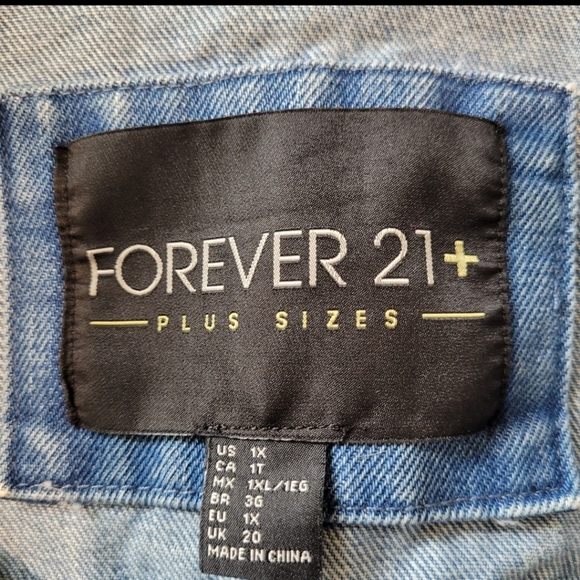 FOREVER 21+
PLUS SIZES
US 1X
CA 1T
MX 1XL/1EG
BR 3G
EU 1X
UK 20
MADE IN CHINA